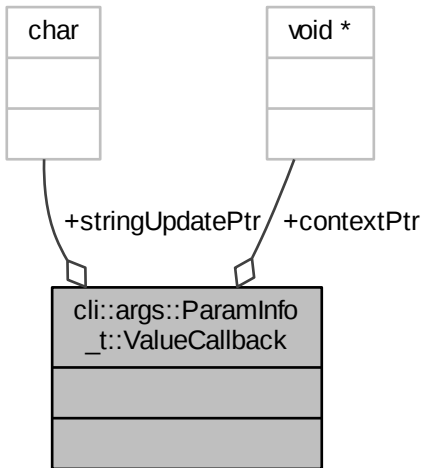 char
void *
+stringUpdatePtr
+contextPtr
cli::args::ParamInfo
_t::ValueCallback